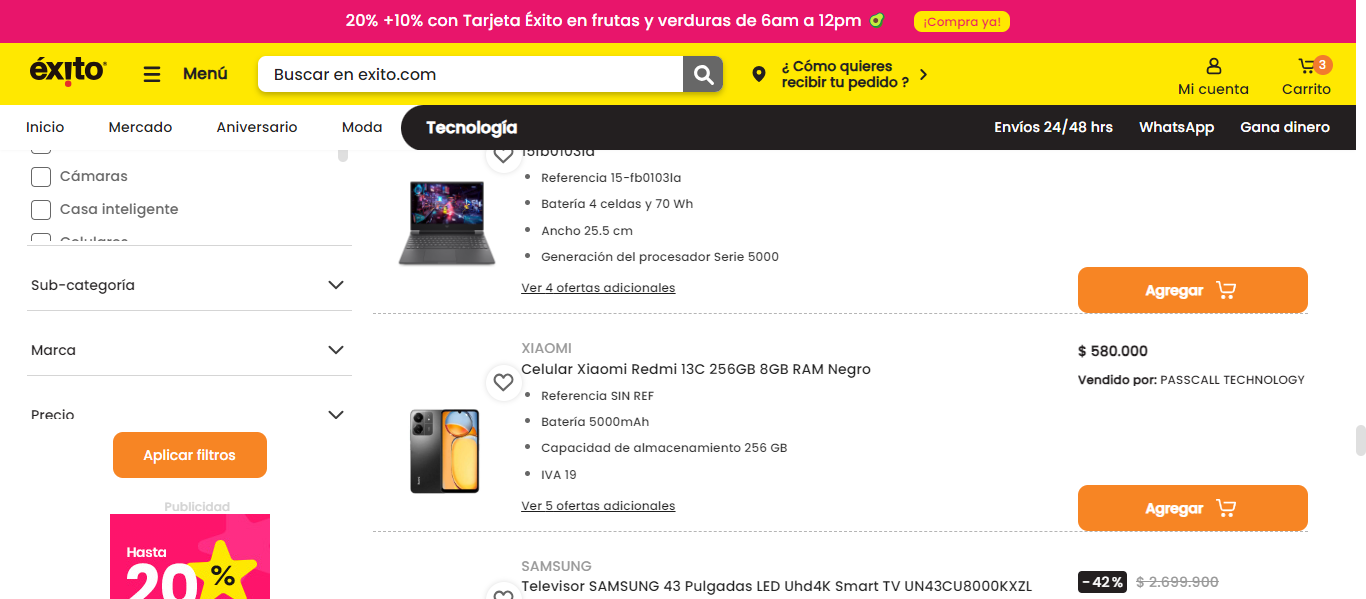 20% +10% con Tarjeta Éxito en frutas y verduras de 6am a 12pm
¡Compra ya!
éxito
Menú
Buscar en exito.com
¿ Cómo quieres
recibir tu pedido ?
Mi cuenta
3
Carrito
Inicio
Mercado
Aniversario
Moda
Tecnología
Envíos 24/48 hrs
WhatsApp
Gana dinero
Cámaras
Casa inteligente
Celulares
Sub-categoría
Marca
Precio
Aplicar filtros
Publicidad
Hasta
20%
15fb0103la
Referencia 15-fb0103la
Batería 4 celdas y 70 Wh
Ancho 25.5 cm
Generación del procesador Serie 5000
Ver 4 ofertas adicionales
Agregar
XIAOMI
Celular Xiaomi Redmi 13C 256GB 8GB RAM Negro
Referencia SIN REF
Batería 5000mAh
Capacidad de almacenamiento 256 GB
IVA 19
Ver 5 ofertas adicionales
$ 580.000
Vendido por: PASSCALL TECHNOLOGY
Agregar
SAMSUNG
Televisor SAMSUNG 43 Pulgadas LED Uhd4K Smart TV UN43CU8000KXZL
- 42 %
$ 2.699.900